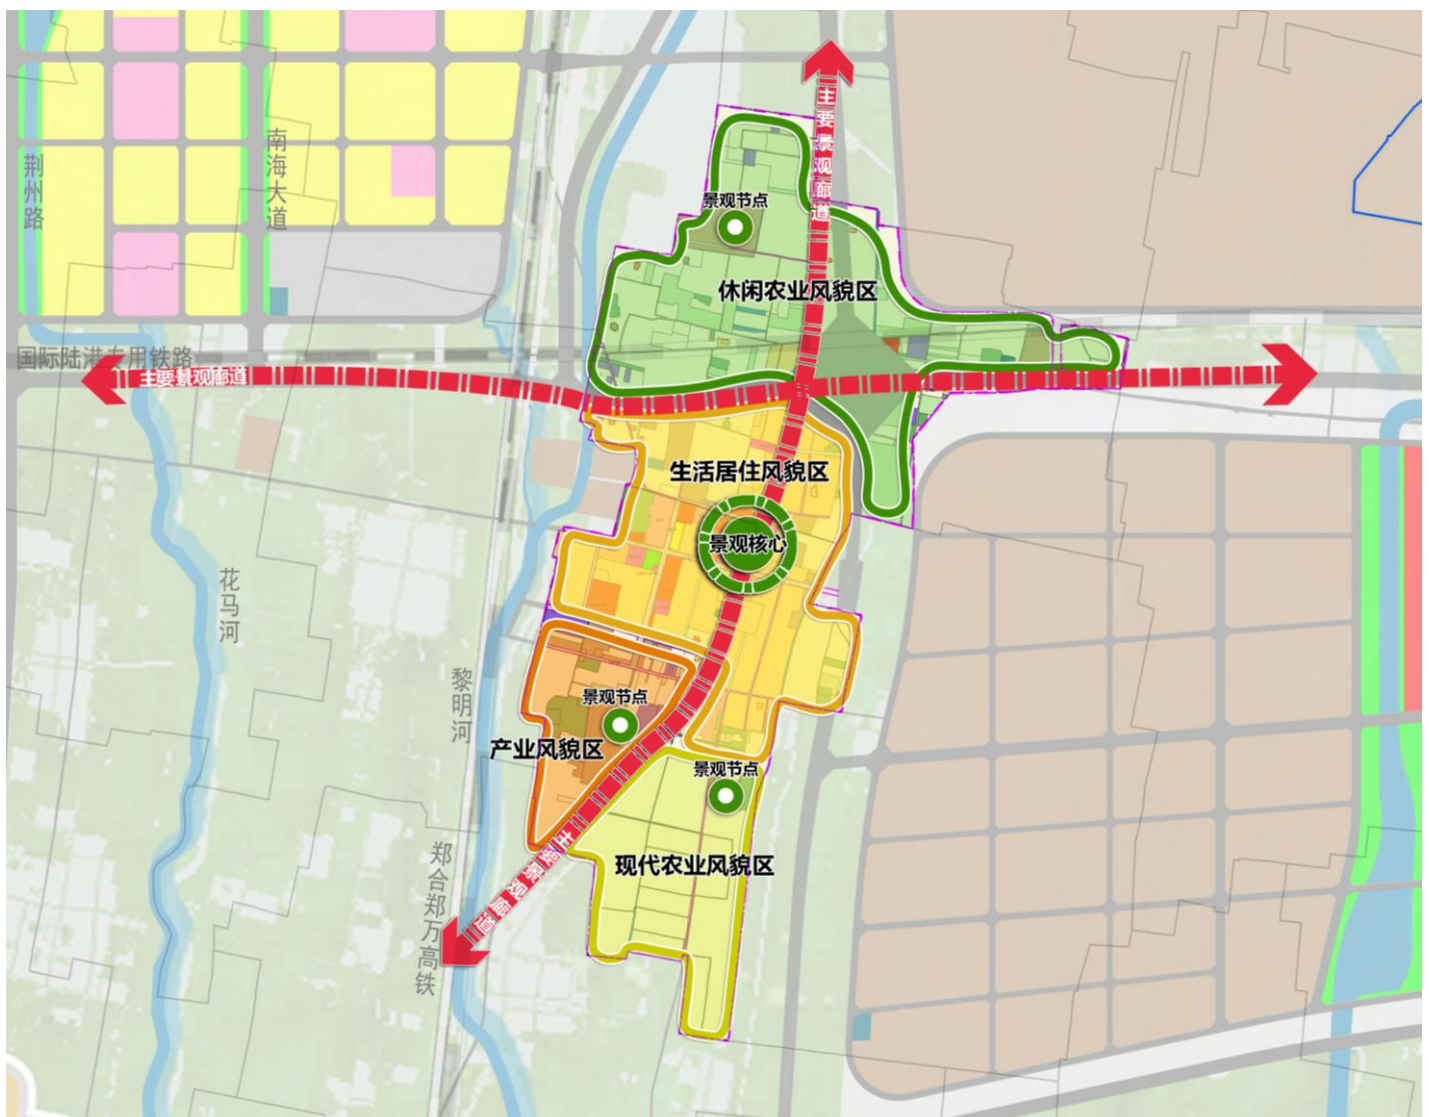 主要景观廊道
南海大道
荆州路
景观节点
休闲农业风貌区
国际陆港专用铁路
主要景观廊道
生活居住风貌区
景观核心
花马河
黎明河
景观节点
产业风貌区
景观节点
现代农业风貌区
主要景观廊道
郑合郑万高铁